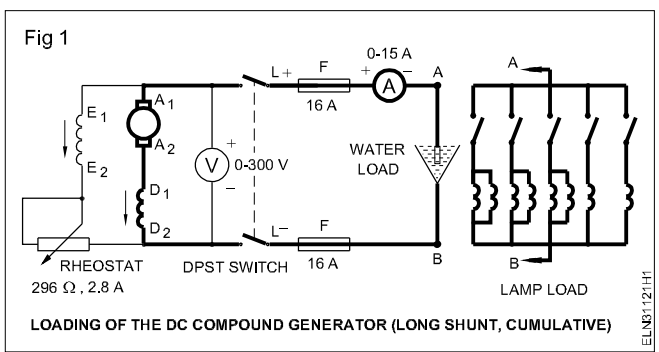 Fig 1
0-15 A
L+ F + A – A
16 A
E1
A1
A2
E2
V + 0-300 V –
WATER
LOAD
D1
D2
L– F
16 A
B
RHEOSTAT
296 Ω , 2.8 A
DPST SWITCH
A
B
LAMP LOAD
LOADING OF THE DC COMPOUND GENERATOR (LONG SHUNT, CUMULATIVE)
ELN31121H1